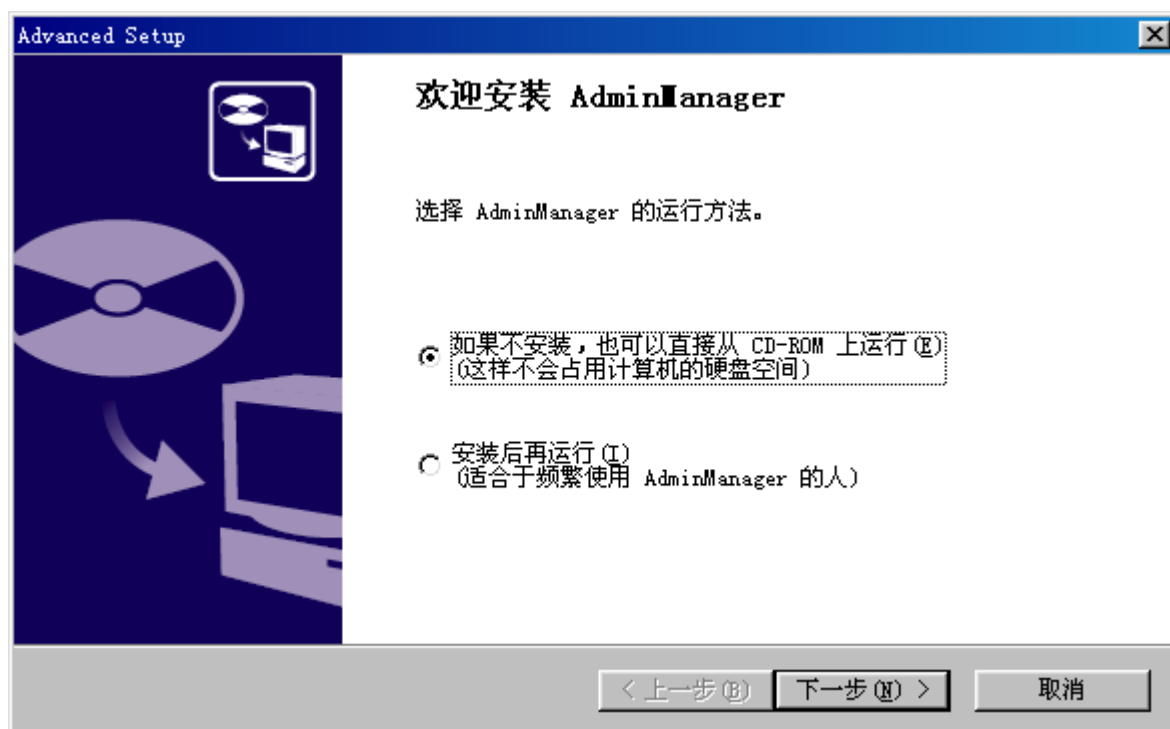 Advanced Setup
欢迎安装 AdminManager
选择 AdminManager 的运行方法。
如果不安装，也可以直接从 CD-ROM 上运行(E)
(这样不会占用计算机的硬盘空间)
安装后再运行(I)
(适合于频繁使用 AdminManager 的人)
< 上一步(B)
下一步(N) >
取消